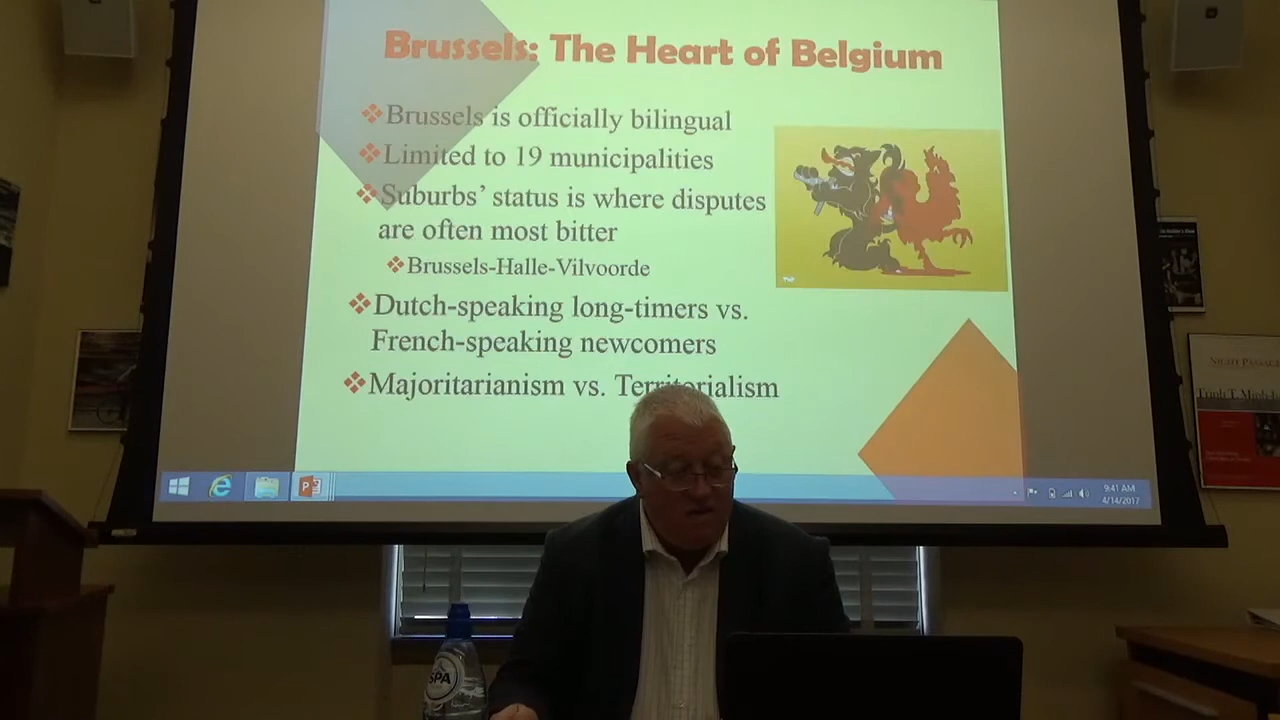 Brussels: The Heart of Belgium
Brussels is officially bilingual
Limited to 19 municipalities
Suburbs' status is where disputes
are often most bitter
Brussels-Halle-Vilvoorde
Dutch-speaking long-timers vs.
French-speaking newcomers
Majoritarianism vs. Territorialism
9:41 AM
4/14/2017
NIGHT PASSAGE
SPA